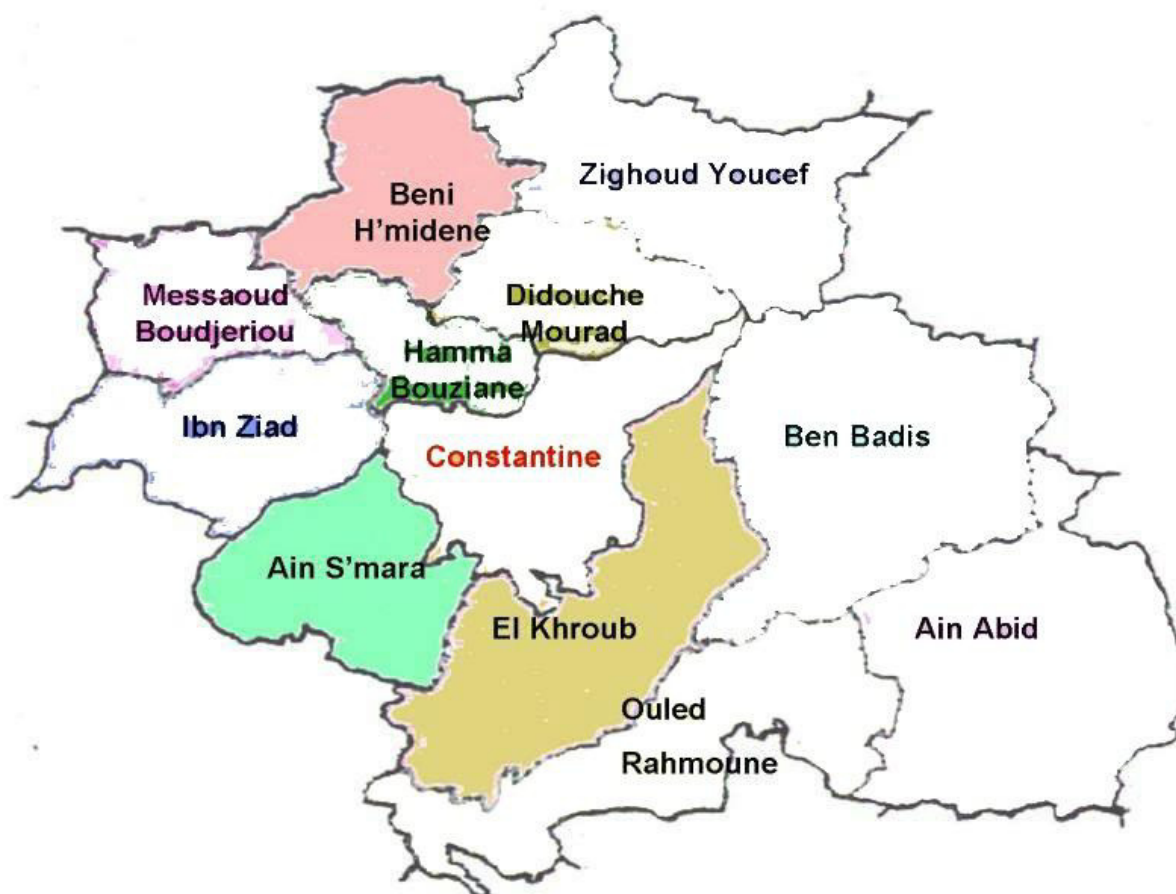 Zighoud Youcef
Beni
H'midene
Messaoud
Boudjeriou
Didouche
Mourad
Hamma
Bouziane
Ibn Ziad
Constantine
Ben Badis
Ain S'mara
El Khroub
Ain Abid
Ouled
Rahmoune